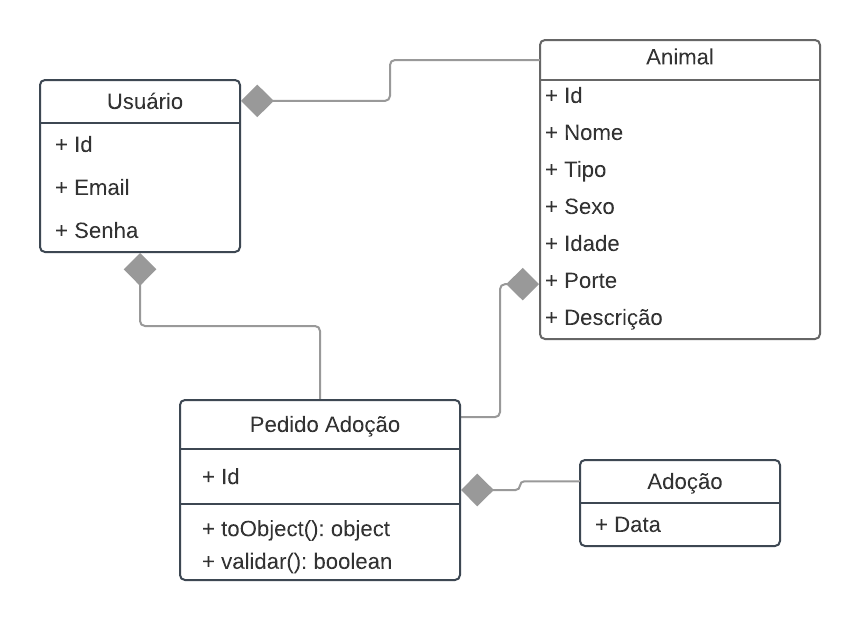 Usuário
+ Id
+ Email
+ Senha
Animal
+ Id
+ Nome
+ Tipo
+ Sexo
+ Idade
+ Porte
+ Descrição
Pedido Adoção
+ Id
+ toObject(): object
+ validar(): boolean
Adoção
+ Data